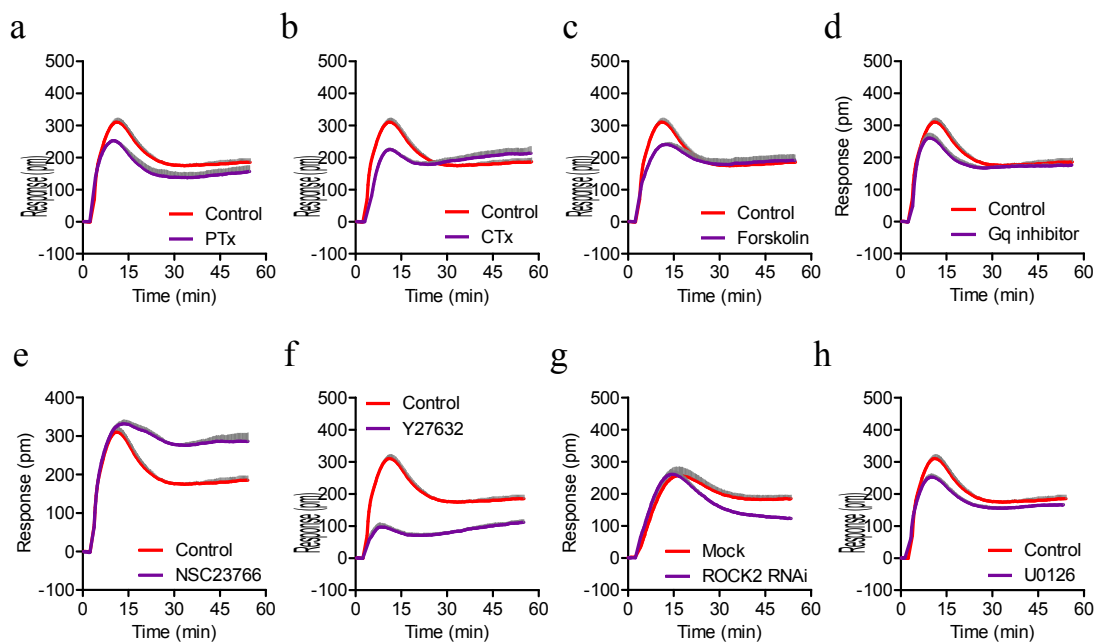 a
500
400
300
200
100
0
-100
Response (pm)
Control
PTx
0 15 30 45 60
Time (min)
b
500
400
300
200
100
0
-100
Response (pm)
Control
CTx
0 15 30 45 60
Time (min)
c
500
400
300
200
100
0
-100
Response (pm)
Control
Forskolin
0 15 30 45 60
Time (min)
d
500
400
300
200
100
0
-100
Response (pm)
Control
Gq inhibitor
0 15 30 45 60
Time (min)
e
400
300
200
100
0
-100
Response (pm)
Control
NSC23766
0 15 30 45 60
Time (min)
f
500
400
300
200
100
0
-100
Response (pm)
Control
Y27632
0 15 30 45 60
Time (min)
g
500
400
300
200
100
0
-100
Response (pm)
Mock
ROCK2 RNAi
0 15 30 45 60
Time (min)
h
500
400
300
200
100
0
-100
Response (pm)
Control
U0126
0 15 30 45 60
Time (min)